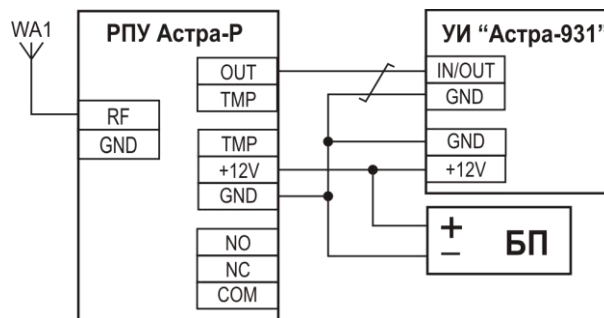 WA1
РПУ Астра-Р
RF
GND
OUT
TMP
TMP
+12V
GND
NO
NC
COM
УИ “Астра-931”
IN/OUT
GND
GND
+12V
+
–
БП